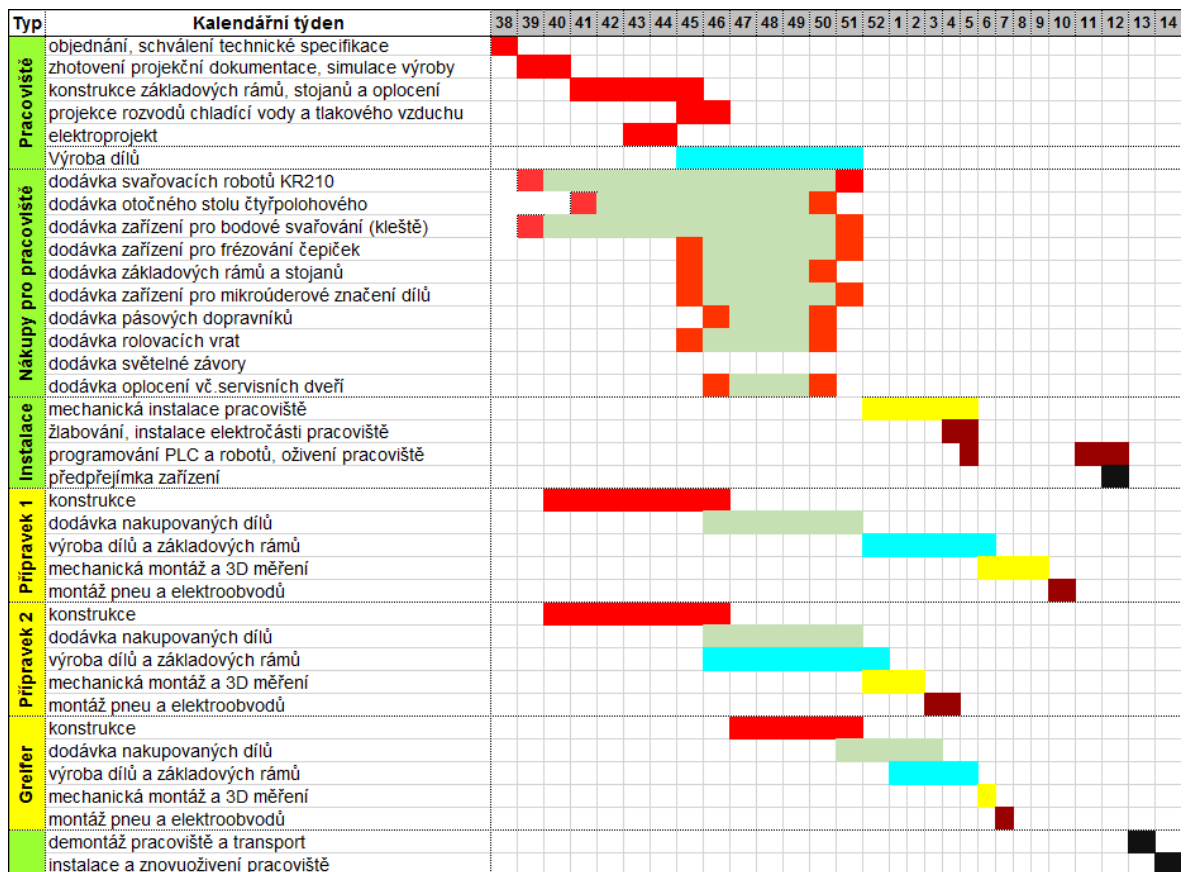 Typ Kalendářní týden 38 39 40 41 42 43 44 45 46 47 48 49 50 51 52 1 2 3 4 5 6 7 8 9 10 11 12 13 14
Pracoviště
objednání, schválení technické specifikace
zhotovení projekční dokumentace, simulace výroby
konstrukce základových rámů, stojanů a oplocení
projekce rozvodů chladící vody a tlakového vzduchu
elektroprojekt
Výroba dílů
Nákupy pro pracoviště
dodávka svařovacích robotů KR210
dodávka otočného stolu čtyřpolohového
dodávka zařízení pro bodové svařování (kleště)
dodávka zařízení pro frézování čepiček
dodávka základových rámů a stojanů
dodávka zařízení pro mikroúderové značení dílů
dodávka pásových dopravníků
dodávka rolovacích vrat
dodávka světelné závory
dodávka oplocení vč.servisních dveří
Instalace
mechanická instalace pracoviště
žlabování, instalace elektročásti pracoviště
programování PLC a robotů, oživení pracoviště
předpřejímka zařízení
Přípravek 1
konstrukce
dodávka nakupovaných dílů
výroba dílů a základových rámů
mechanická montáž a 3D měření
montáž pneu a elektroobvodů
Přípravek 2
konstrukce
dodávka nakupovaných dílů
výroba dílů a základových rámů
mechanická montáž a 3D měření
montáž pneu a elektroobvodů
Greifer
konstrukce
dodávka nakupovaných dílů
výroba dílů a základových rámů
mechanická montáž a 3D měření
montáž pneu a elektroobvodů
demontáž pracoviště a transport
instalace a znovuoživení pracoviště